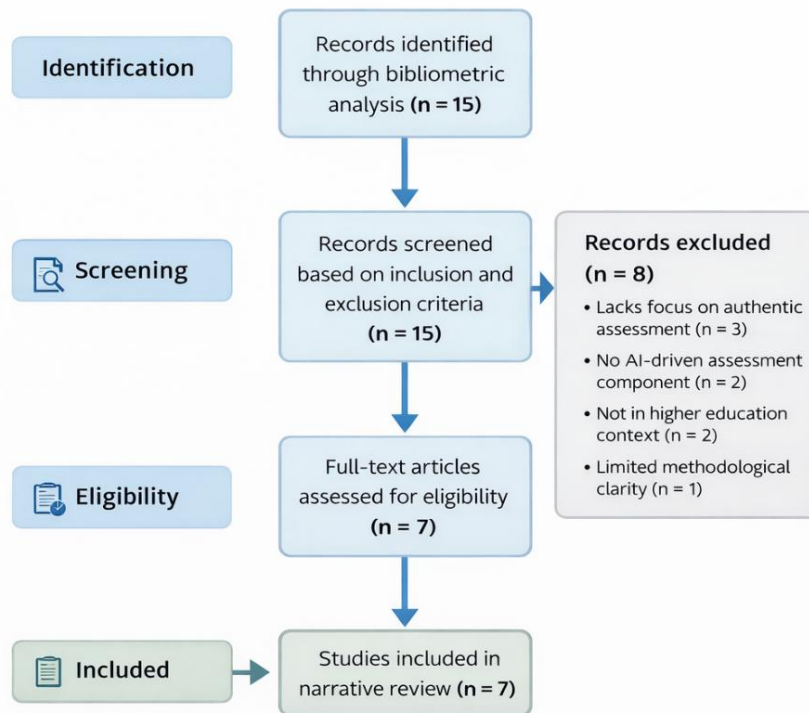 Identification
Records identified
through bibliometric
analysis (n = 15)
Screening
Records screened
based on inclusion and
exclusion criteria
(n = 15)
Records excluded
(n = 8)
• Lacks focus on authentic
assessment (n = 3)
• No AI-driven assessment
component (n = 2)
• Not in higher education
context (n = 2)
• Limited methodological
clarity (n = 1)
Eligibility
Full-text articles
assessed for eligibility
(n = 7)
Included
Studies included in
narrative review (n = 7)